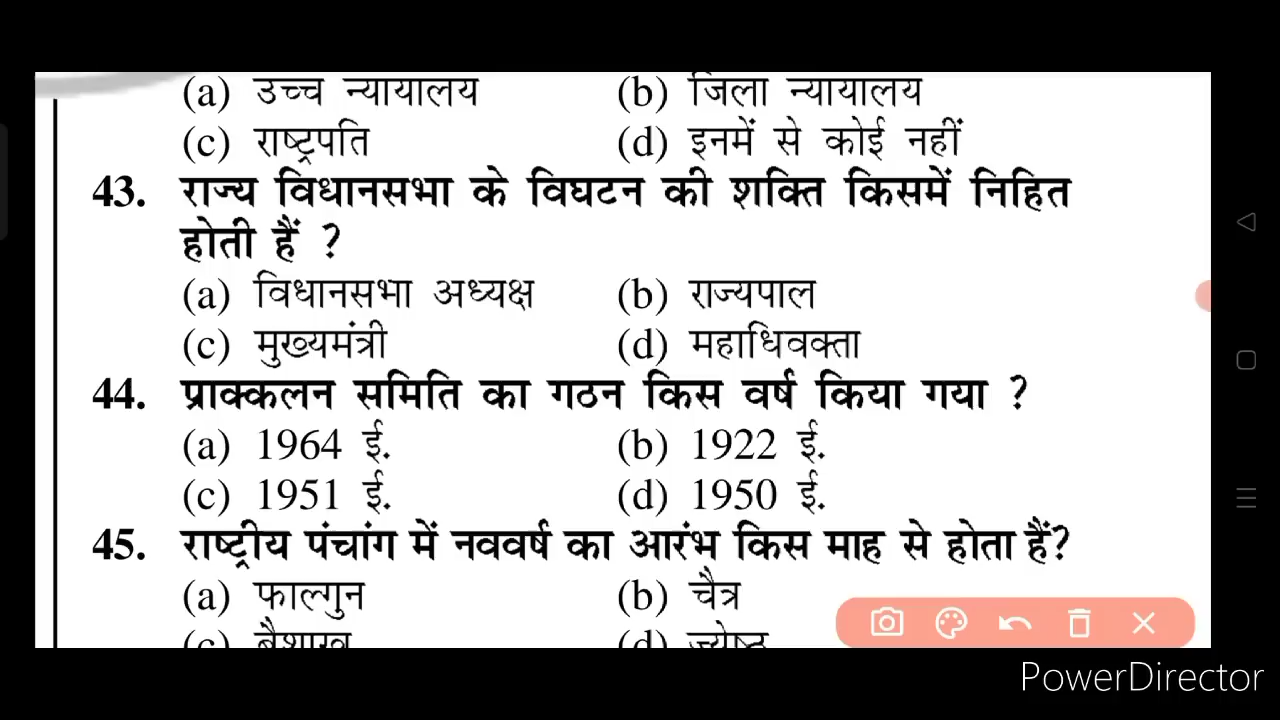 (a) उच्च न्यायालय (b) जिला न्यायालय
(c) राष्ट्रपति (d) इनमें से कोई नहीं
43. राज्य विधानसभा के विघटन की शक्ति किसमें निहित
होती हैं ?
(a) विधानसभा अध्यक्ष (b) राज्यपाल
(c) मुख्यमंत्री (d) महाधिवक्ता
44. प्राक्कलन समिति का गठन किस वर्ष किया गया ?
(a) 1964 ई. (b) 1922 ई.
(c) 1951 ई. (d) 1950 ई.
45. राष्ट्रीय पंचांग में नववर्ष का आरंभ किस माह से होता हैं?
(a) फाल्गुन (b) चैत्र
(c) बैशाख (d) ज्येष्ठ
PowerDirector